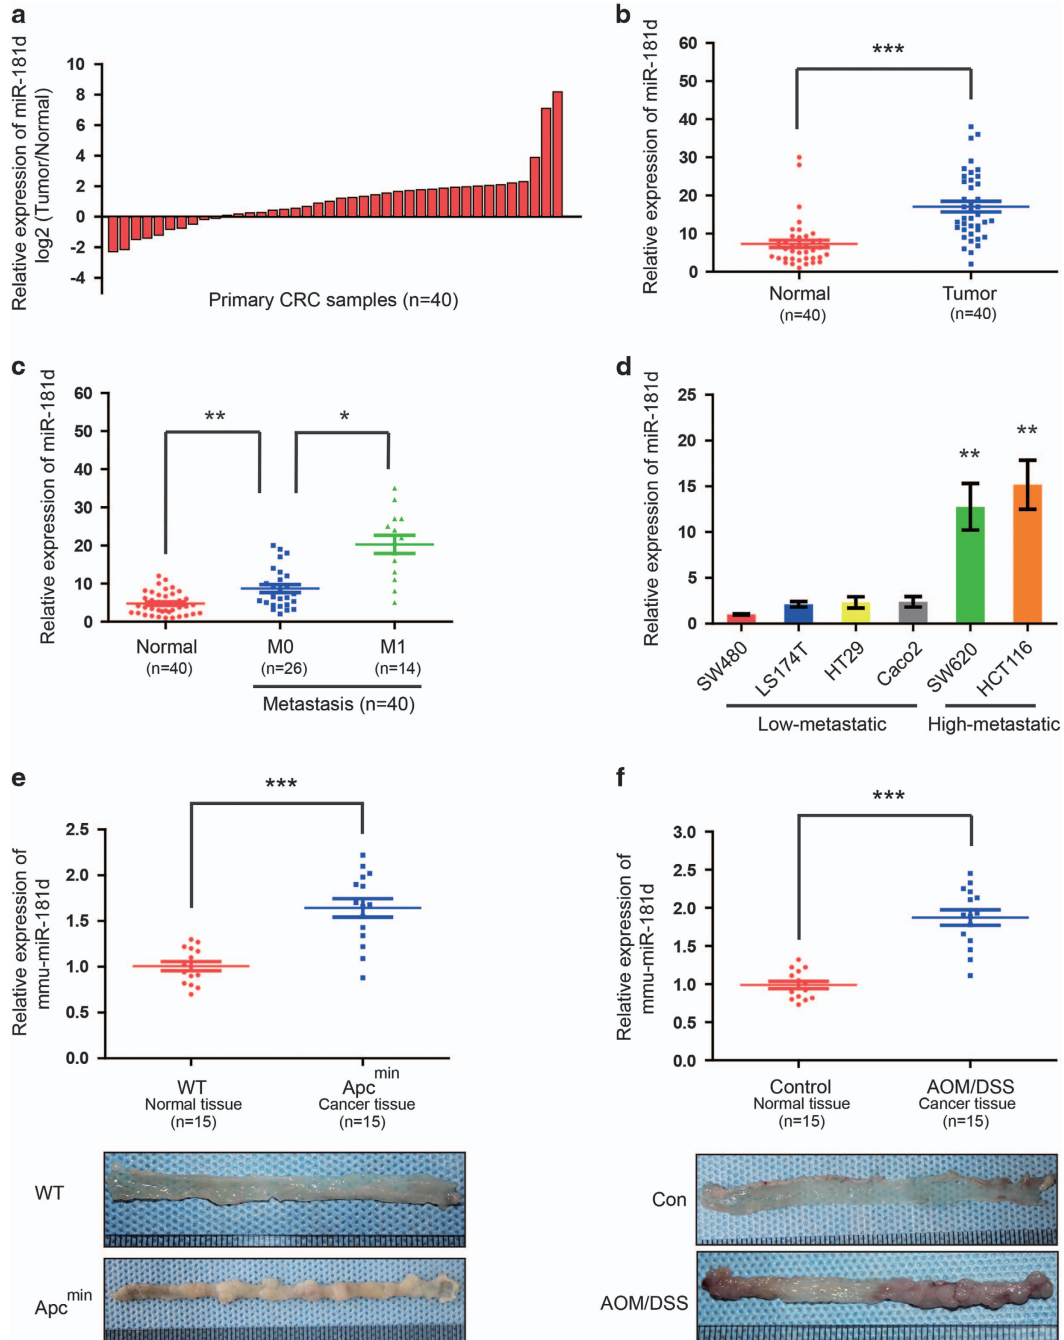 a
Relative expression of miR-181d
log2 (Tumor/Normal)
10
8
6
4
2
0
-2
-4
Primary CRC samples (n=40)
b
Relative expression of miR-181d
60
50
40
30
20
10
0
***
Normal
(n=40)
Tumor
(n=40)
c
Relative expression of miR-181d
60
50
40
30
20
10
0
**
*
Normal
(n=40)
M0
(n=26)
M1
(n=14)
Metastasis (n=40)
d
Relative expression of miR-181d
25
20
15
10
5
0
**
**
SW480
LS174T
HT29
Caco2
SW620
HCT116
Low-metastatic
High-metastatic
e
Relative expression of
mmu-miR-181d
2.5
2.0
1.5
1.0
0.5
0.0
***
WT
Normal tissue
(n=15)
Apc min
Cancer tissue
(n=15)
WT
Apc min
f
Relative expression of
mmu-miR-181d
3.0
2.5
2.0
1.5
1.0
0.5
0.0
***
Control
Normal tissue
(n=15)
AOM/DSS
Cancer tissue
(n=15)
Con
AOM/DSS